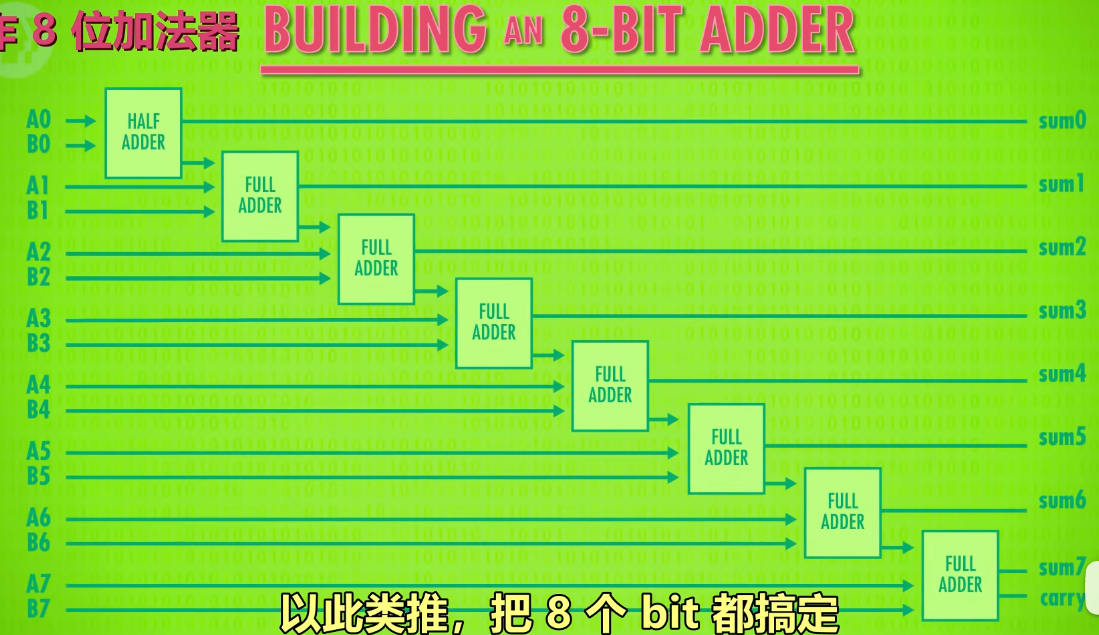 作 8 位加法器 BUILDING AN 8-BIT ADDER
A0
B0
HALF
ADDER
sum0
A1
B1
FULL
ADDER
sum1
A2
B2
FULL
ADDER
sum2
A3
B3
FULL
ADDER
sum3
A4
B4
FULL
ADDER
sum4
A5
B5
FULL
ADDER
sum5
A6
B6
FULL
ADDER
sum6
A7
B7
FULL
ADDER
sum7
carry
以此类推，把 8 个 bit 都搞定